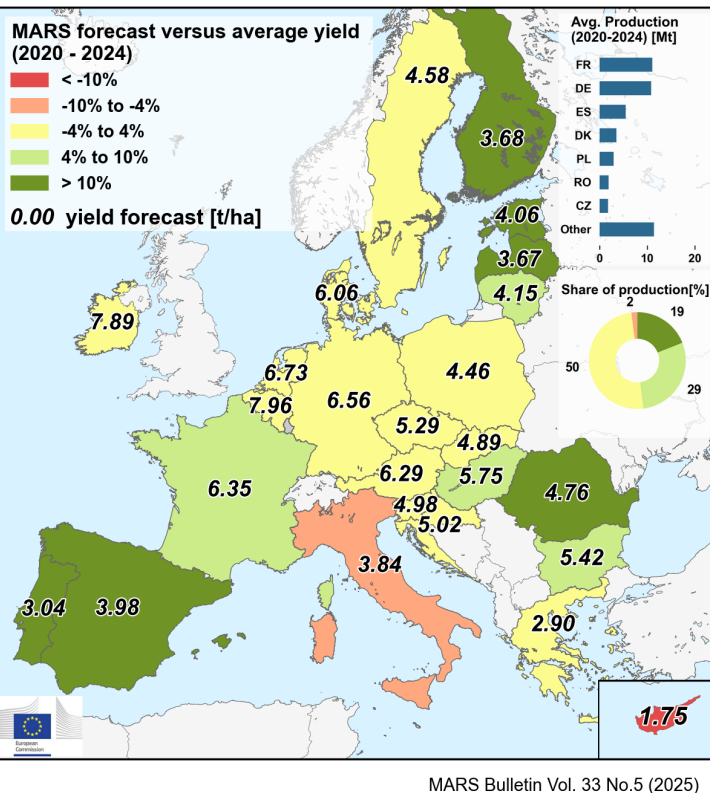 MARS forecast versus average yield
(2020 - 2024)
< -10%
-10% to -4%
-4% to 4%
4% to 10%
> 10%
0.00 yield forecast [t/ha]
Avg. Production
(2020-2024) [Mt]
FR
DE
ES
DK
PL
RO
CZ
Other
0 10 20
Share of production[%]
2
19
50
29
4.58
3.68
4.06
3.67
4.15
6.06
7.89
6.73
7.96
6.56
4.46
5.29
4.89
6.29
5.75
6.35
4.98
5.02
4.76
3.84
5.42
3.04
3.98
2.90
1.75
European
Commission
MARS Bulletin Vol. 33 No.5 (2025)